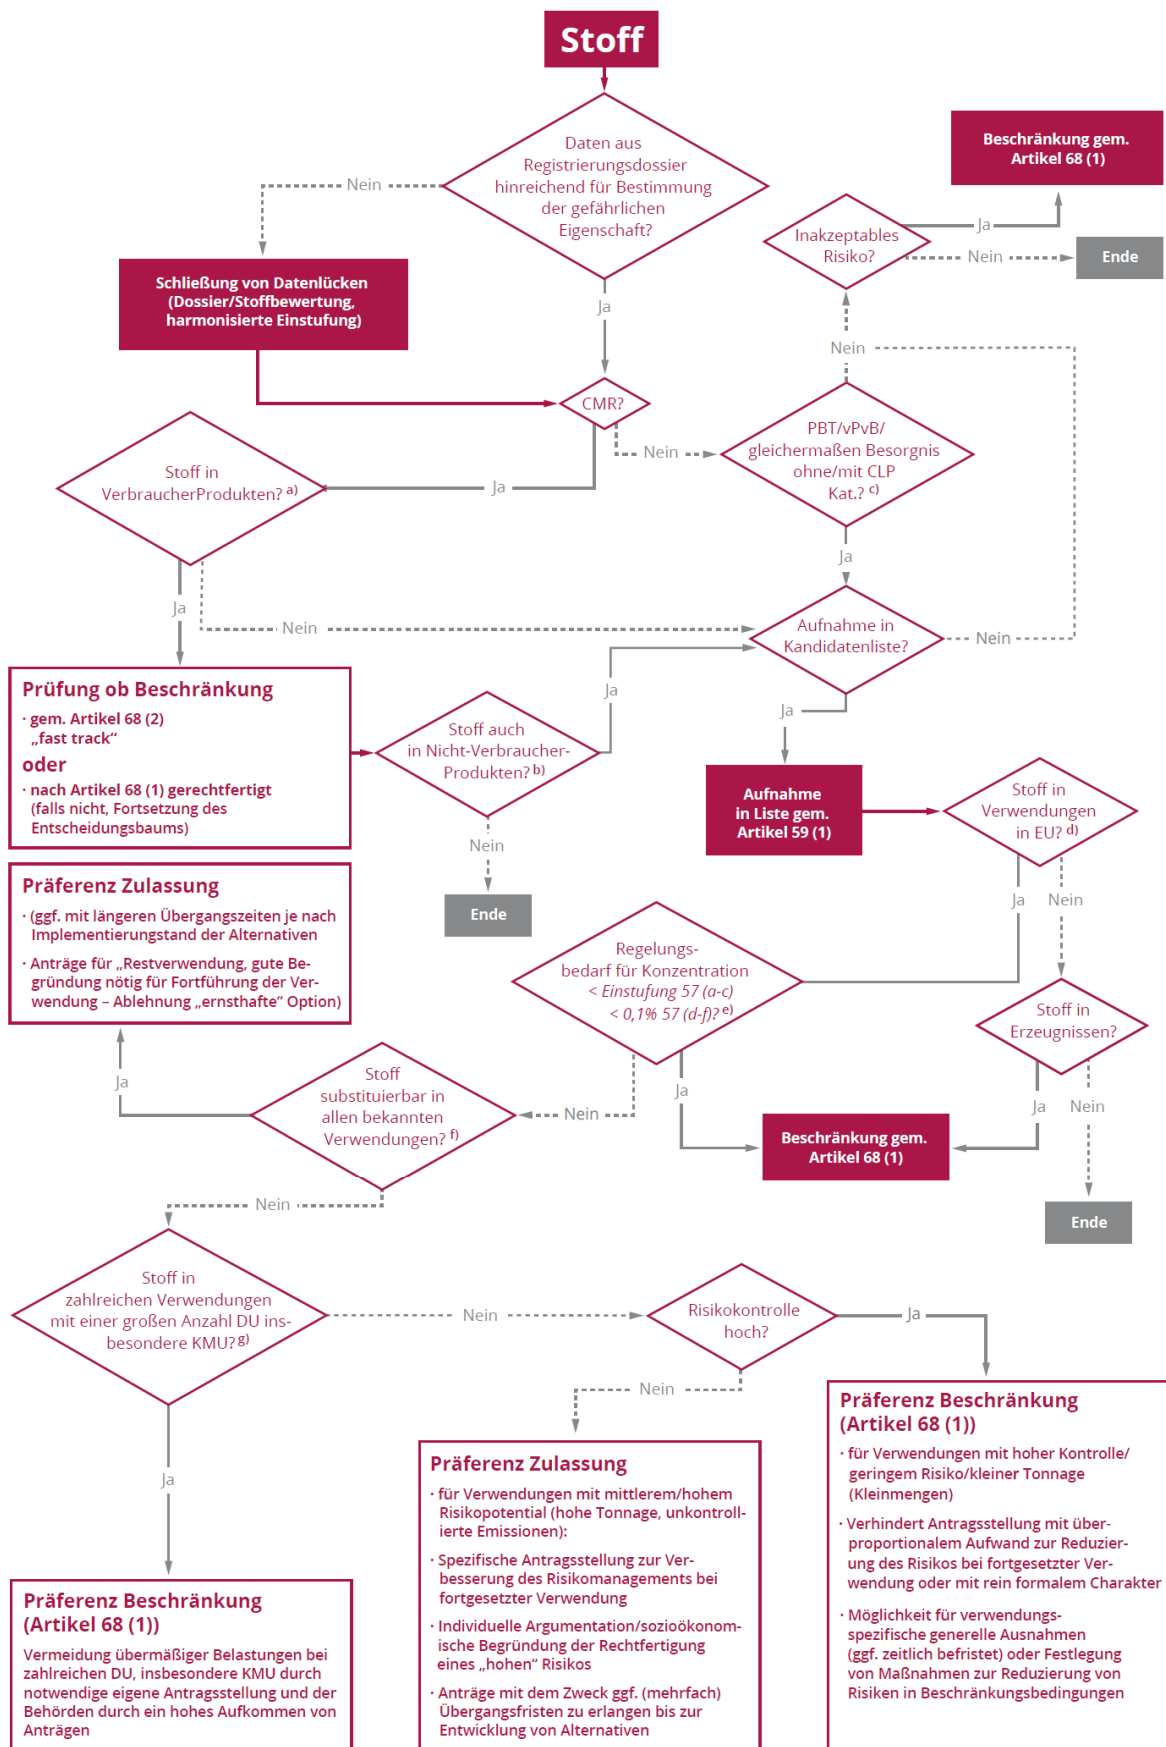 Stoff
Daten aus
Registrierungsdossier
hinreichend für Bestimmung
der gefährlichen
Eigenschaft?
Nein
Ja
Beschränkung gem.
Artikel 68 (1)
Inakzeptables
Risiko?
Ja
Nein
Ende
Schließung von Datenlücken
(Dossier/Stoffbewertung,
harmonisierte Einstufung)
Nein
CMR?
Nein
Ja
PBT/vPvB/
gleichermaßen Besorgnis
ohne/mit CLP
Kat.? c)
Stoff in
VerbraucherProdukten? a)
Ja
Ja
Nein
Aufnahme in
Kandidatenliste?
Nein
Ja
Prüfung ob Beschränkung
· gem. Artikel 68 (2)
„fast track“
oder
· nach Artikel 68 (1) gerechtfertigt
(falls nicht, Fortsetzung des
Entscheidungsbaums)
Stoff auch
in Nicht-Verbraucher-
Produkten? b)
Ja
Nein
Ende
Aufnahme
in Liste gem.
Artikel 59 (1)
Stoff in
Verwendungen
in EU? d)
Ja
Nein
Präferenz Zulassung
· (ggf. mit längeren Übergangszeiten je nach
Implementierungstand der Alternativen
· Anträge für „Restverwendung, gute Be-
gründung nötig für Fortführung der Ver-
wendung – Ablehnung „ernsthafte“ Option)
Regelungs-
bedarf für Konzentration
< Einstufung 57 (a-c)
< 0,1% 57 (d-f)? e)
Stoff in
Erzeugnissen?
Ja
Nein
Ja
Nein
Beschränkung gem.
Artikel 68 (1)
Ende
Stoff
substituierbar in
allen bekannten
Verwendungen? f)
Ja
Nein
Stoff in
zahlreichen Verwendungen
mit einer großen Anzahl DU ins-
besondere KMU? g)
Nein
Ja
Risikokontrolle
hoch?
Ja
Nein
Präferenz Beschränkung
(Artikel 68 (1))
· für Verwendungen mit hoher Kontrolle/
geringem Risiko/kleiner Tonnage
(Kleinmengen)
· Verhindert Antragsstellung mit über-
proportionalem Aufwand zur Reduzier-
ung des Risikos bei fortgesetzter Ver-
wendung oder mit rein formalem Charakter
· Möglichkeit für verwendungs-
spezifische generelle Ausnahmen
(ggf. zeitlich befristet) oder Festlegung
von Maßnahmen zur Reduzierung von
Risiken in Beschränkungsbedingungen
Präferenz Zulassung
· für Verwendungen mit mittlerem/hohem
Risikopotential (hohe Tonnage, unkontroll-
ierte Emissionen):
· Spezifische Antragsstellung zur Ver-
besserung des Risikomanagements bei
fortgesetzter Verwendung
· Individuelle Argumentation/sozioökonom-
ische Begründung der Rechtfertigung
eines „hohen“ Risikos
· Anträge mit dem Zweck ggf. (mehrfach)
Übergangsfristen zu erlangen bis zur
Entwicklung von Alternativen
Präferenz Beschränkung
(Artikel 68 (1))
Vermeidung übermäßiger Belastungen bei
zahlreichen DU, insbesondere KMU durch
notwendige eigene Antragsstellung und der
Behörden durch ein hohes Aufkommen von
Anträgen